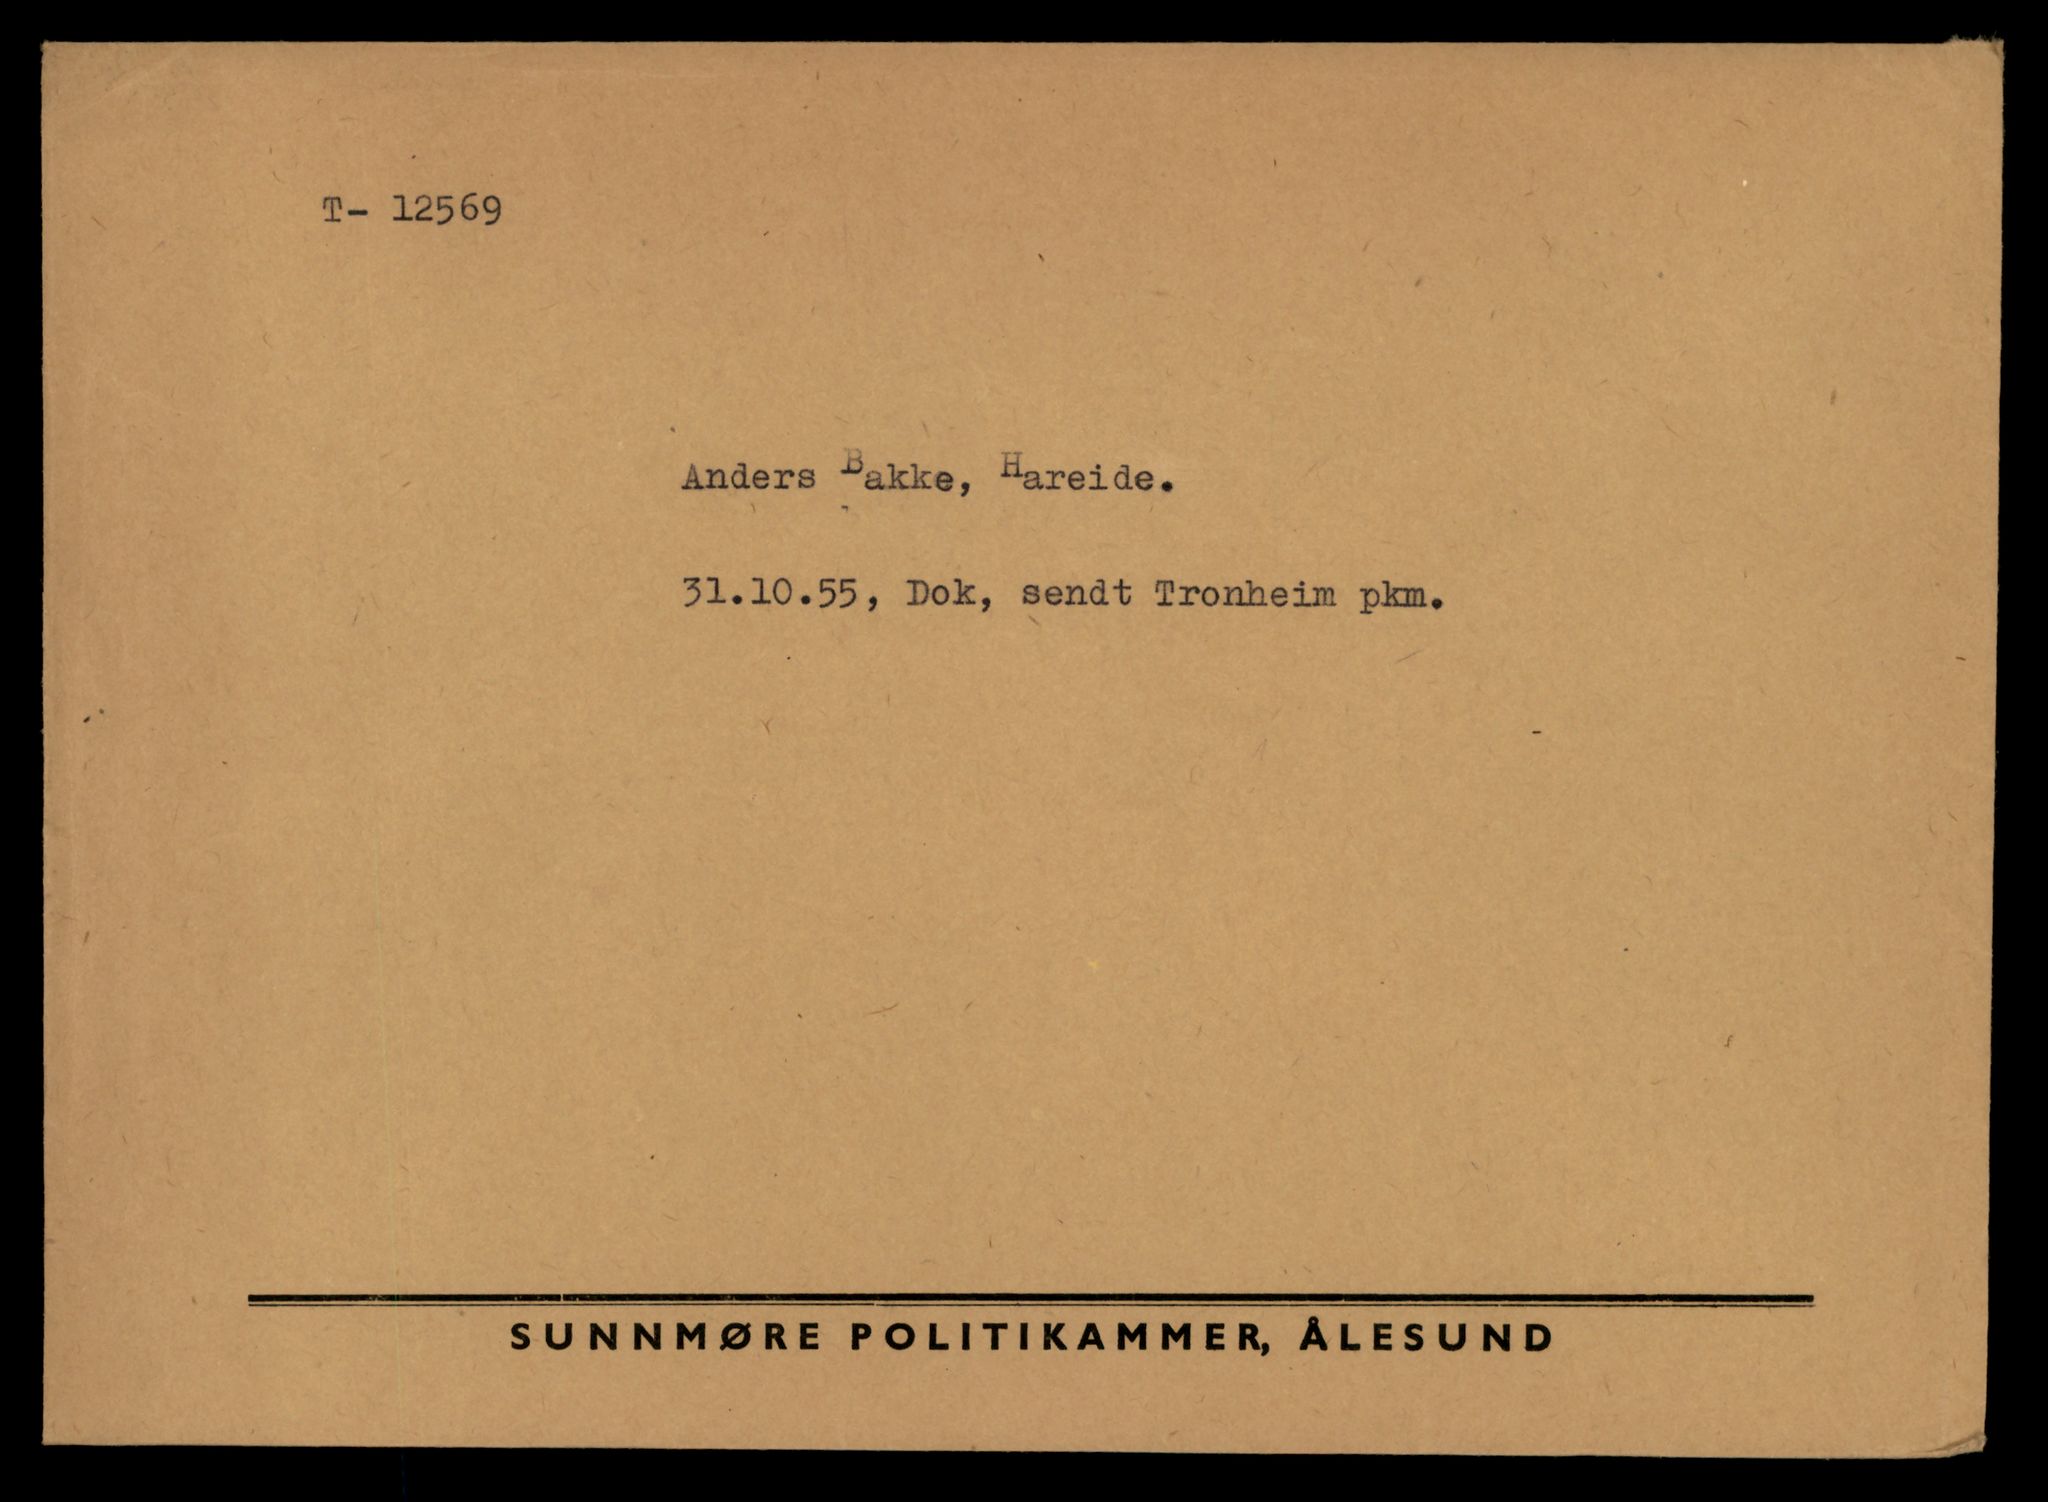 T- 12569
Anders Bakke, Hareide.
31.10.55, Dok, sendt Tronheim pkm.
SUNNMØRE POLITIKAMMER, ÅLESUND